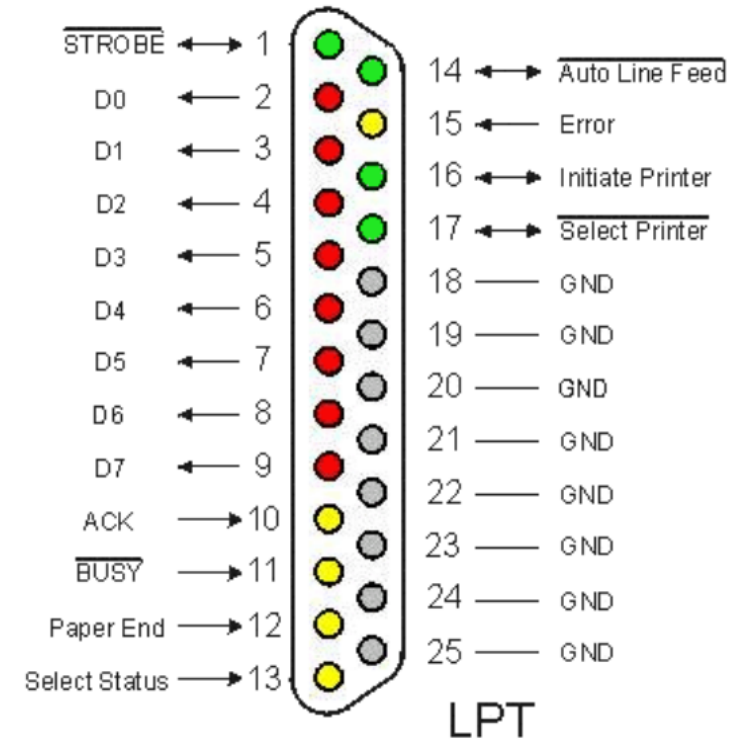 STROBE 1
D0 2
D1 3
D2 4
D3 5
D4 6
D5 7
D6 8
D7 9
ACK 10
BUSY 11
Paper End 12
Select Status 13
14 Auto Line Feed
15 Error
16 Initiate Printer
17 Select Printer
18 GND
19 GND
20 GND
21 GND
22 GND
23 GND
24 GND
25 GND
LPT